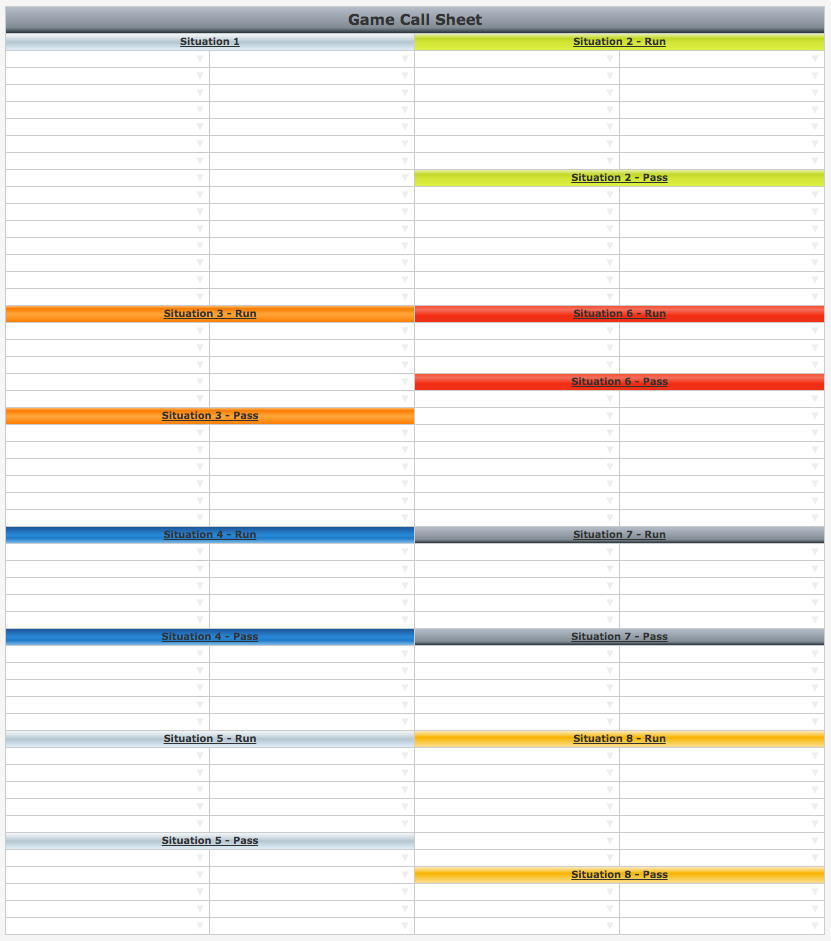 Game Call Sheet
Situation 1
Situation 2 - Run
Situation 2 - Pass
Situation 3 - Run
Situation 6 - Run
Situation 6 - Pass
Situation 3 - Pass
Situation 4 - Run
Situation 7 - Run
Situation 4 - Pass
Situation 7 - Pass
Situation 5 - Run
Situation 8 - Run
Situation 5 - Pass
Situation 8 - Pass